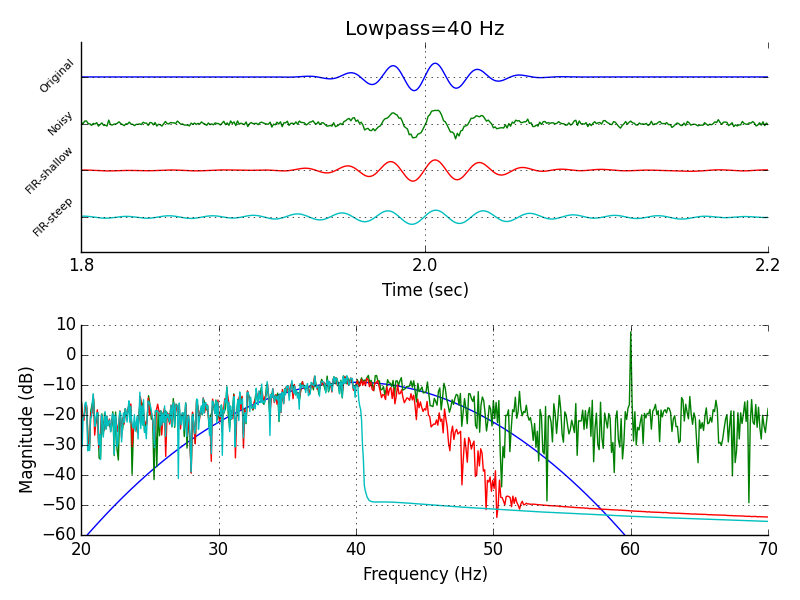 Lowpass=40 Hz
Original
Noisy
FIR-shallow
FIR-steep
1.8 2.0 2.2
Time (sec)
10
0
−10
−20
−30
−40
−50
−60
Magnitude (dB)
20 30 40 50 60 70
Frequency (Hz)